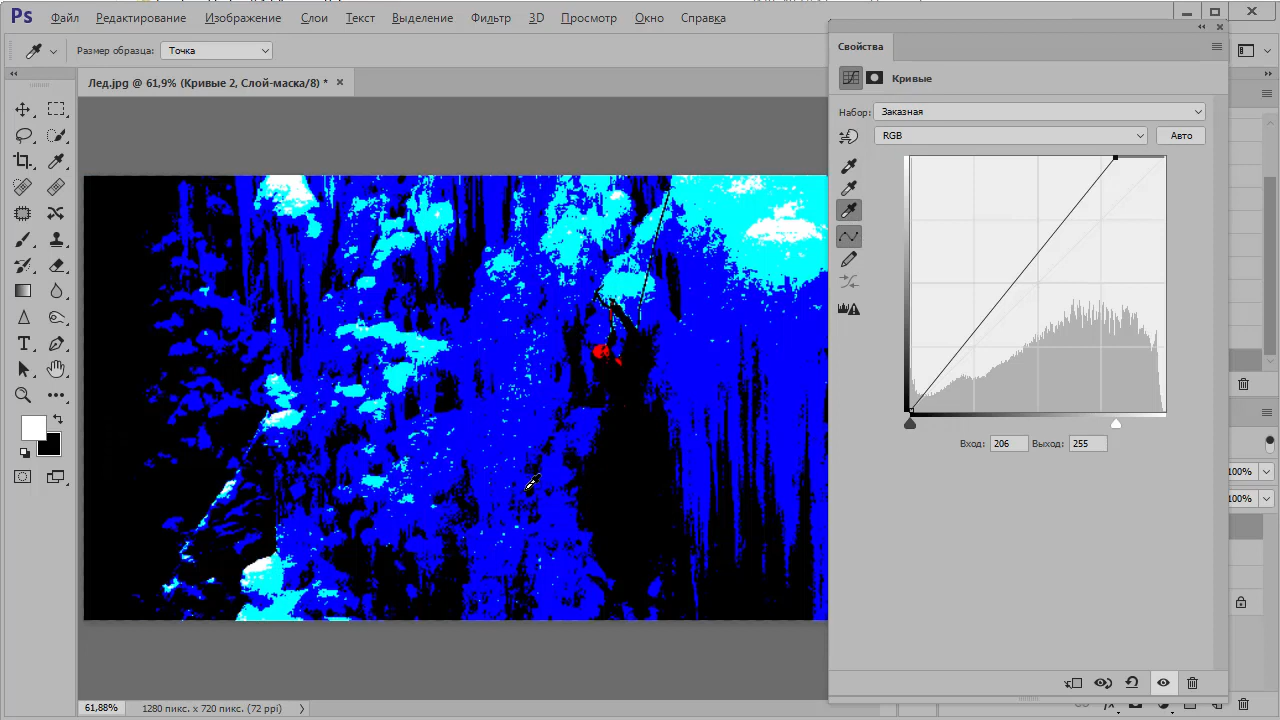 Ps Файл Редактирование Изображение Слои Текст Выделение Фильтр 3D Просмотр Окно Справка
Размер образца: Точка
Лед.jpg @ 61,9% (Кривые 2, Слой-маска/8) *
Свойства
Кривые
Набор: Заказная
RGB Авто
Вход: 206 Выход: 255
100%
100%
61,88% 1280 пикс. x 720 пикс. (72 ppi)
fx